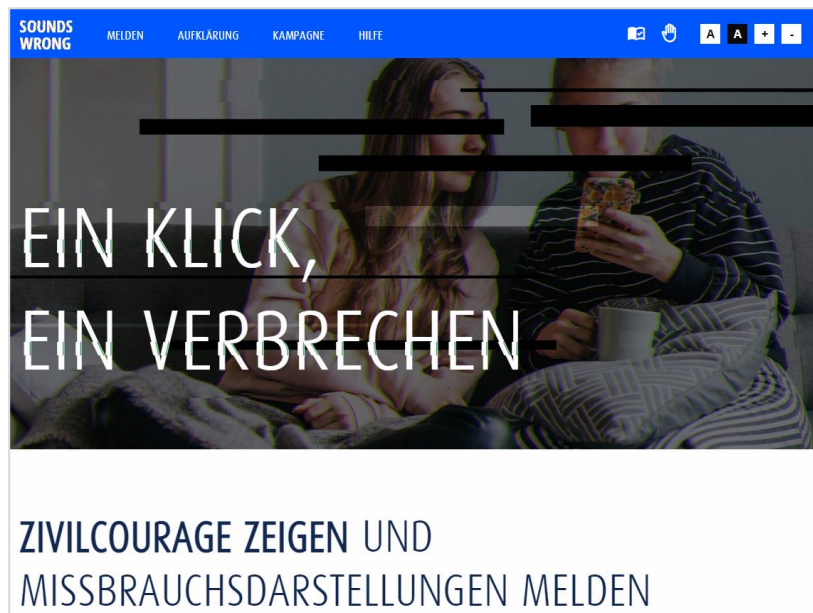 SOUNDS
WRONG
MELDEN AUFKLÄRUNG KAMPAGNE HILFE
A A + -
EIN KLICK,
EIN VERBRECHEN
ZIVILCOURAGE ZEIGEN UND
MISSBRAUCHSDARSTELLUNGEN MELDEN